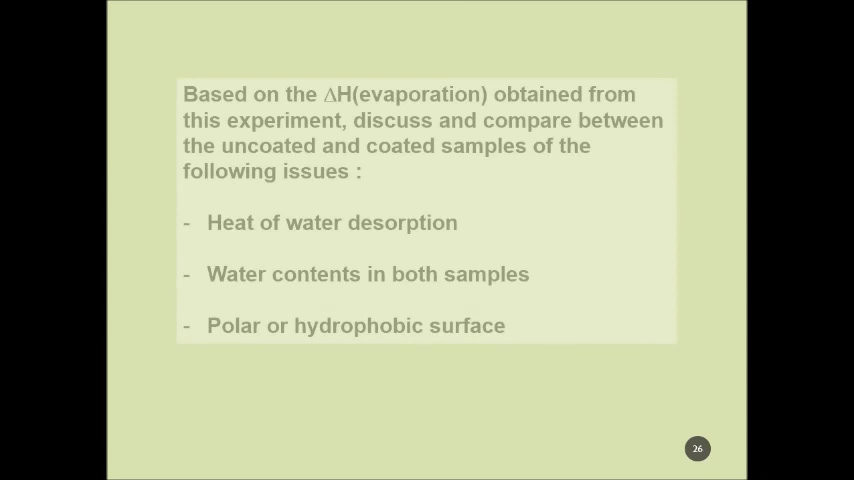 Based on the ∆H(evaporation) obtained from
this experiment, discuss and compare between
the uncoated and coated samples of the
following issues :
- Heat of water desorption
- Water contents in both samples
- Polar or hydrophobic surface
26